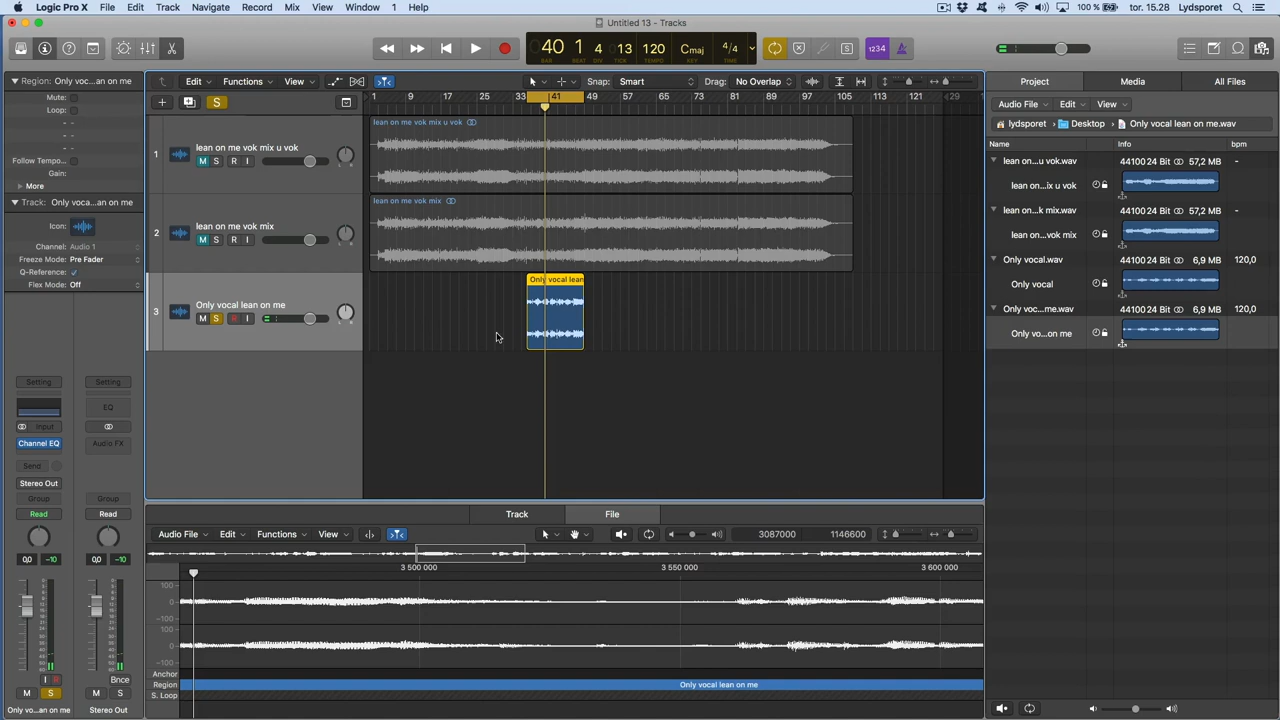 Logic Pro X File Edit Track Navigate Record Mix View Window 1 Help 100 % tor. 15.28 Lydsporet
Untitled 13 - Tracks
40 1 4 13 120 Cmaj 4/4 1234
BAR BEAT DIV TICK TEMPO KEY TIME
Region: Only voc...an on me
Mute:
Loop:
Follow Tempo...
Gain:
More
Track: Only voca...an on me
Icon:
Channel: Audio 1
Freeze Mode: Pre Fader
Q-Reference: ✓
Flex Mode: Off
Setting Setting
EQ
Input
Channel EQ Audio FX
Send
Stereo Out
Group Group
Read Read
0,0 -10 0,0 -10
I R Bnce
M S M S
Only vo...an on me Stereo Out
Edit Functions View Snap: Smart Drag: No Overlap
S
1 9 17 25 33 41 49 57 65 73 81 89 97 105 113 121 29
1 lean on me vok mix u vok
M S R I
L R
lean on me vok mix u vok
2 lean on me vok mix
M S R I
L R
lean on me vok mix
3 Only vocal lean on me
M S R I
L R
Only vocal lean
Track File
Audio File Edit Functions View 3087000 1146600
3 500 000 3 550 000 3 600 000
100
0
-100
100
0
-100
Anchor
Region Only vocal lean on me
S. Loop
Project Media All Files
Audio File Edit View
lydsporet Desktop Only vocal lean on me.wav
Name Info bpm
lean on...u vok.wav 44100 24 Bit 57,2 MB -
lean on...ix u vok
lean on...k mix.wav 44100 24 Bit 57,2 MB -
lean on me vok mix
Only vocal.wav 44100 24 Bit 6,9 MB 120,0
Only vocal
Only voc...me.wav 44100 24 Bit 6,9 MB 120,0
Only vo...on me